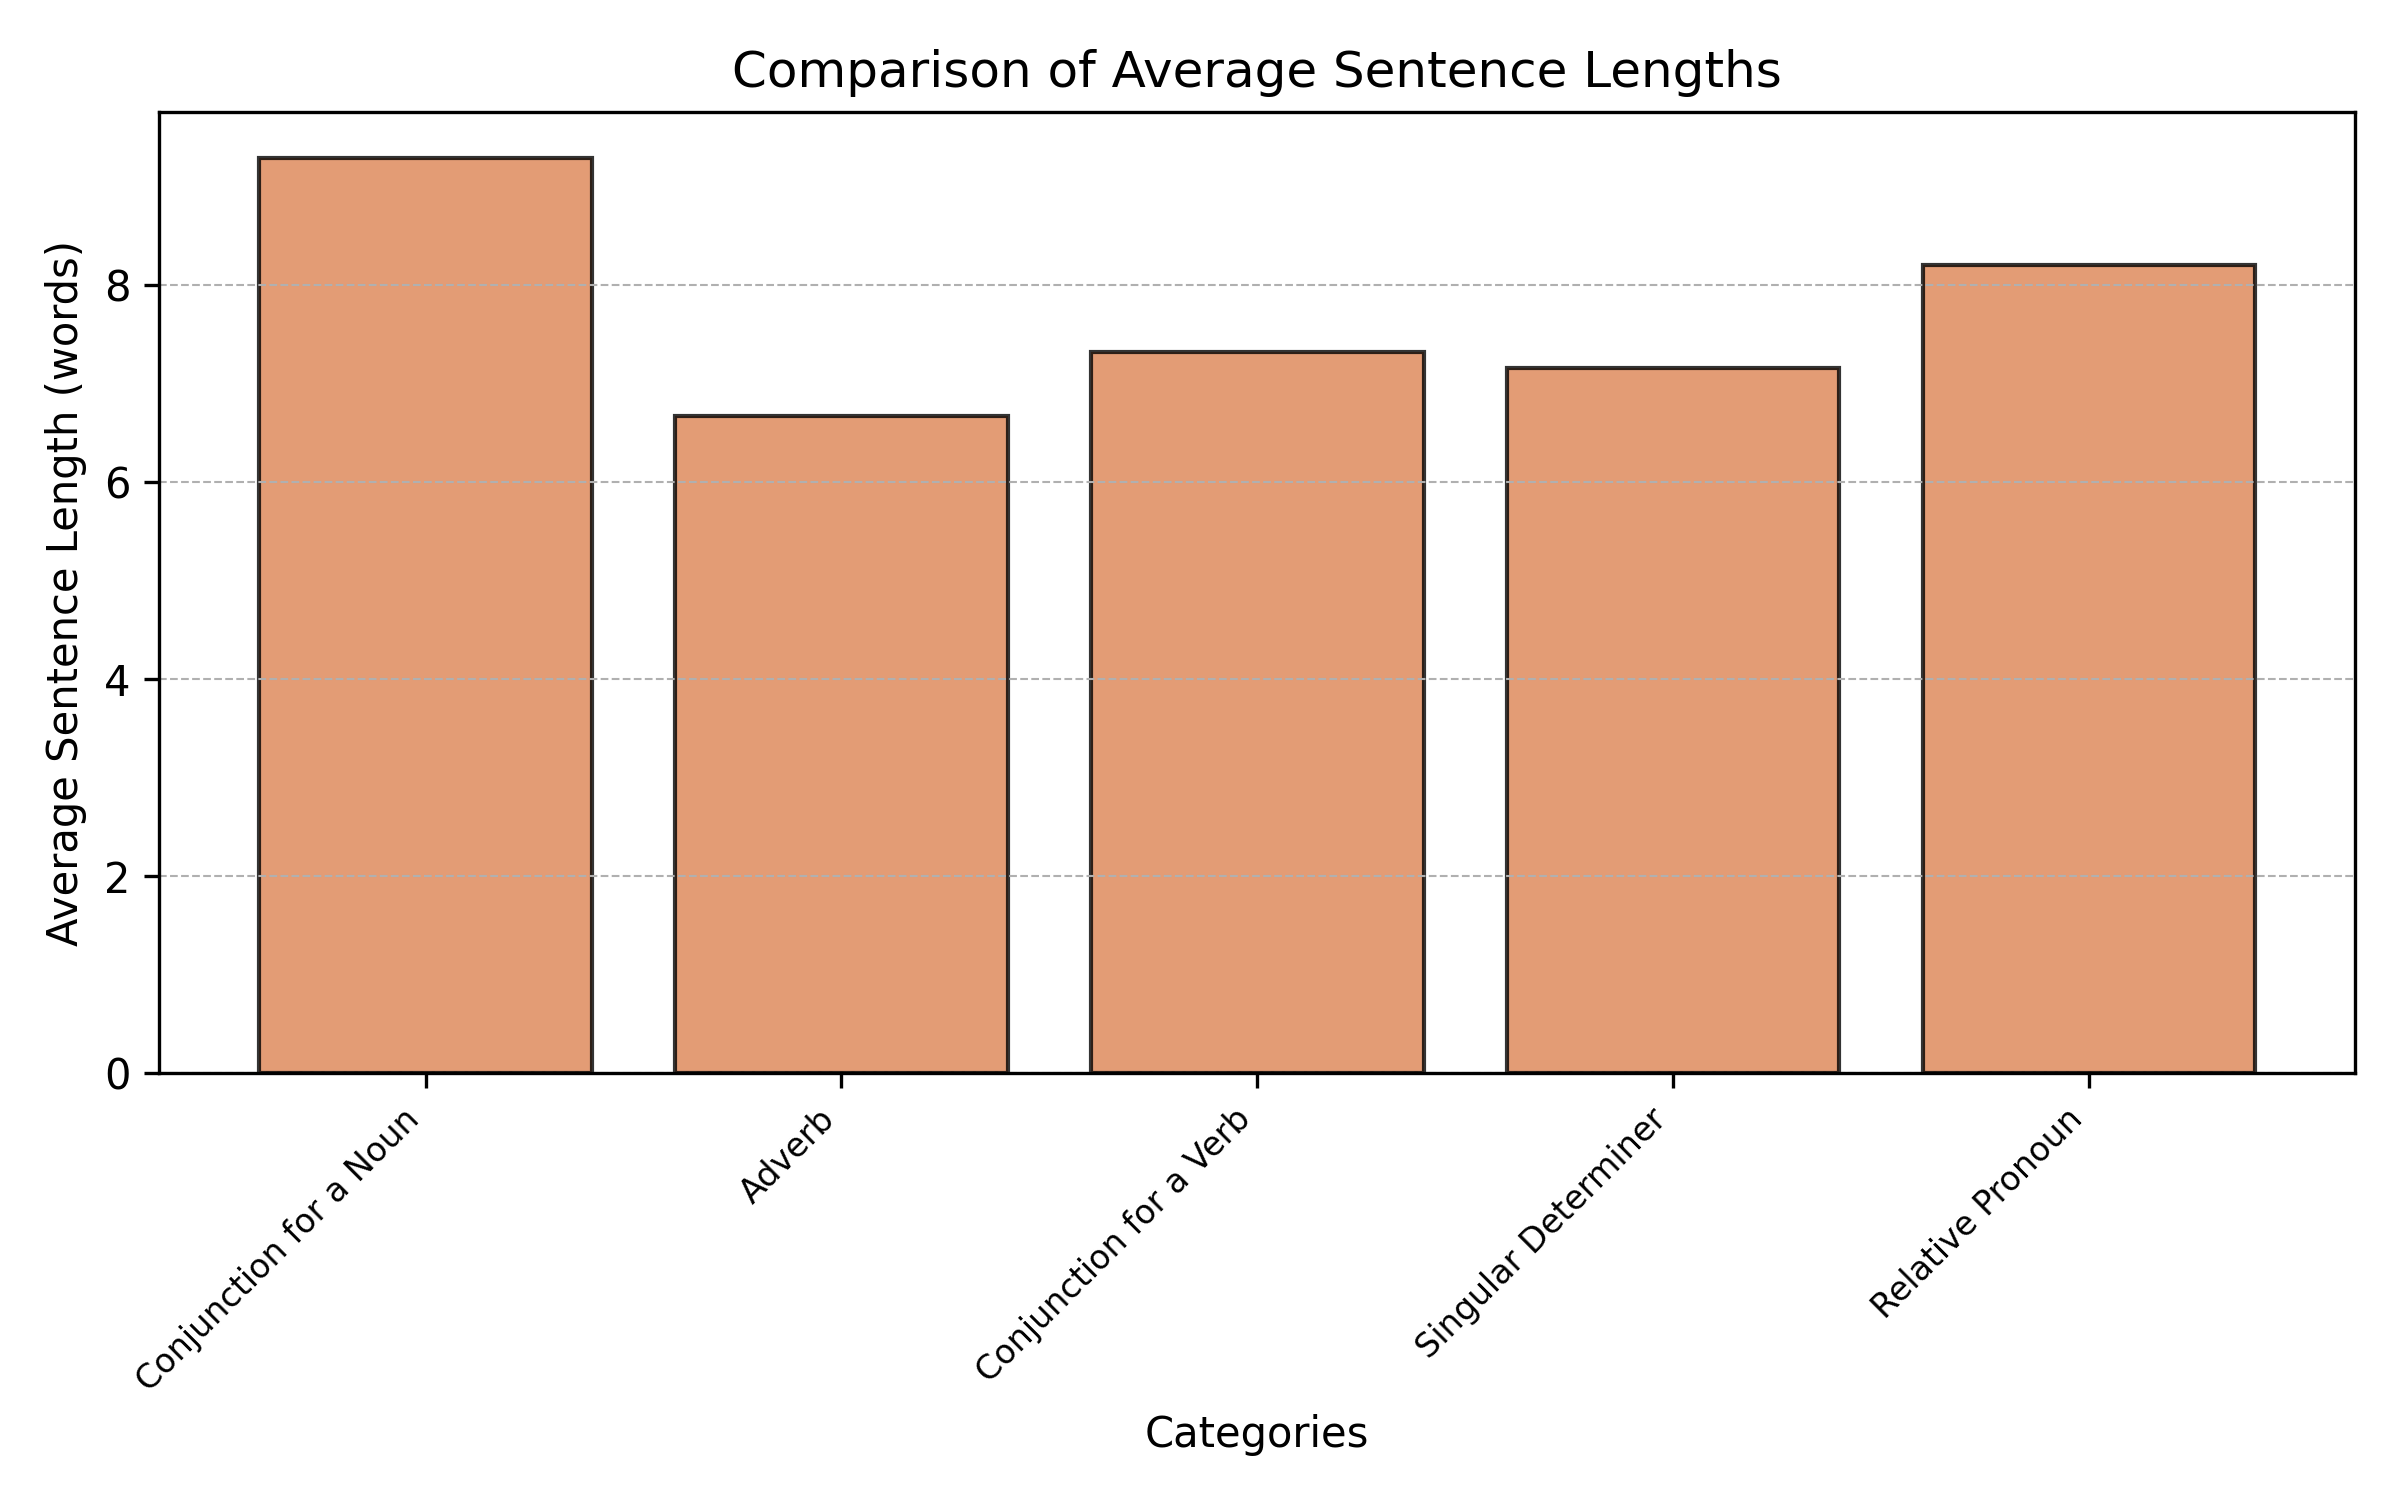 Comparison of Average Sentence Lengths
Average Sentence Length (words)
8
6
4
2
0
Conjunction for a Noun
Adverb
Conjunction for a Verb
Singular Determiner
Relative Pronoun
Categories